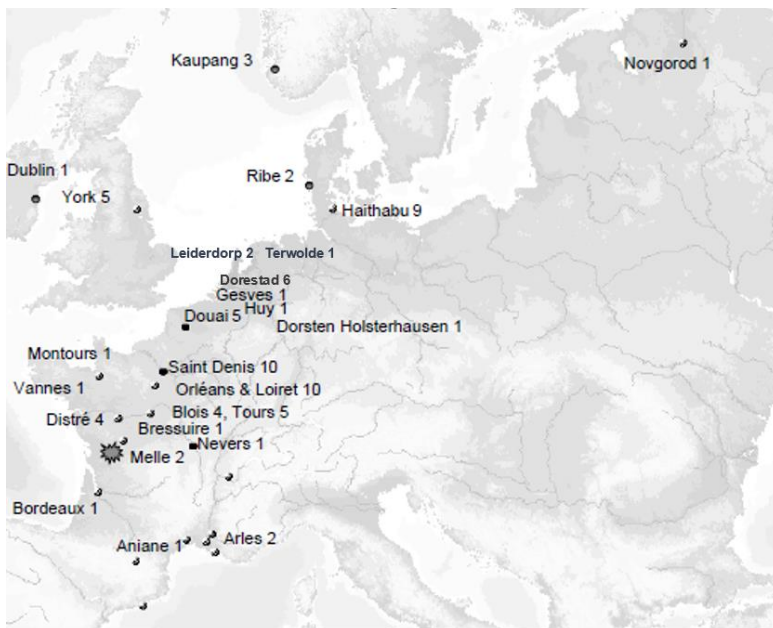 Kaupang 3
Novgorod 1
Dublin 1
York 5
Ribe 2
Haithabu 9
Leiderdorp 2 Terwolde 1
Dorestad 6
Gesves 1
Huy 1
Douai 5
Dorsten Holsterhausen 1
Montours 1
Saint Denis 10
Vannes 1
Orléans & Loiret 10
Distré 4
Blois 4, Tours 5
Bressuire 1
Nevers 1
Melle 2
Bordeaux 1
Aniane 1
Arles 2